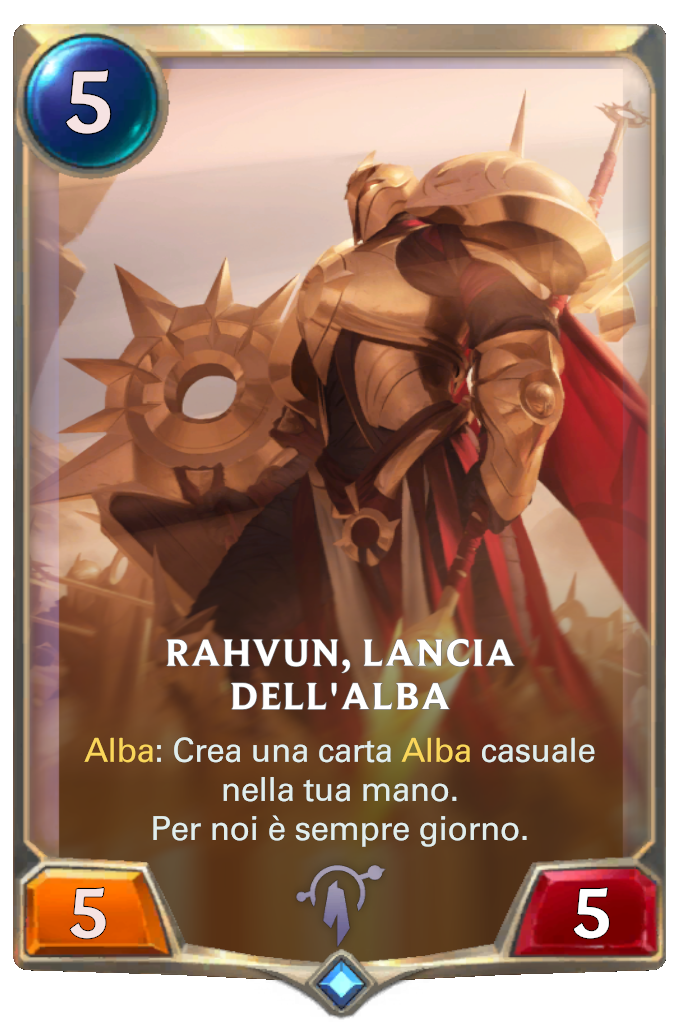 5
RAHVUN, LANCIA
DELL'ALBA
Alba: Crea una carta Alba casuale
nella tua mano.
Per noi è sempre giorno.
5
5